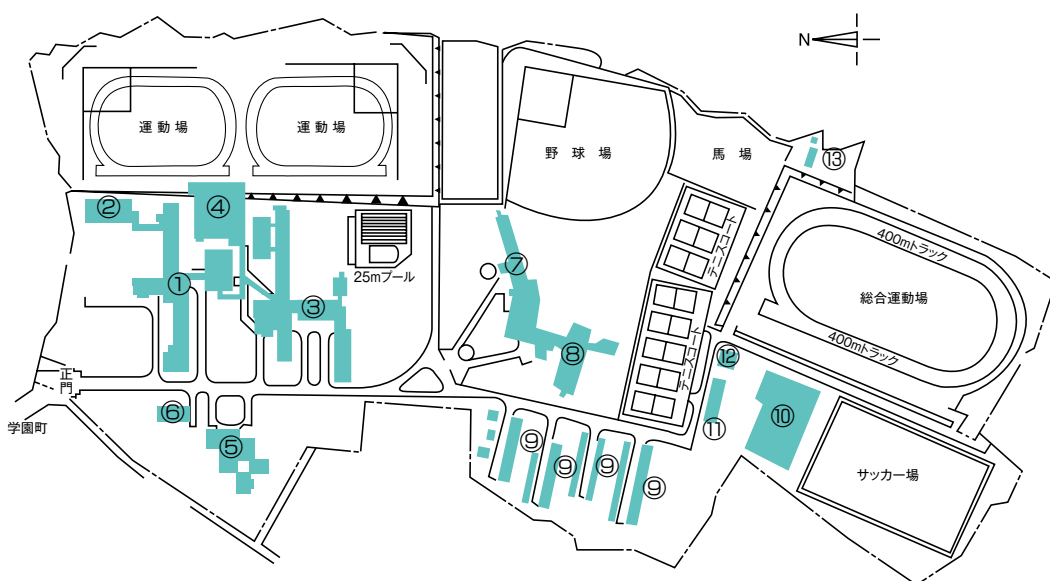 N
運動場
運動場
野球場
馬場
⑬
②
④
400mトラック
テニスコート
25mプール
⑦
①
③
総合運動場
400mトラック
テニスコート
⑧
⑫
正門
⑥
学園町
⑤
⑪
⑩
⑨
⑨
⑨
⑨
サッカー場